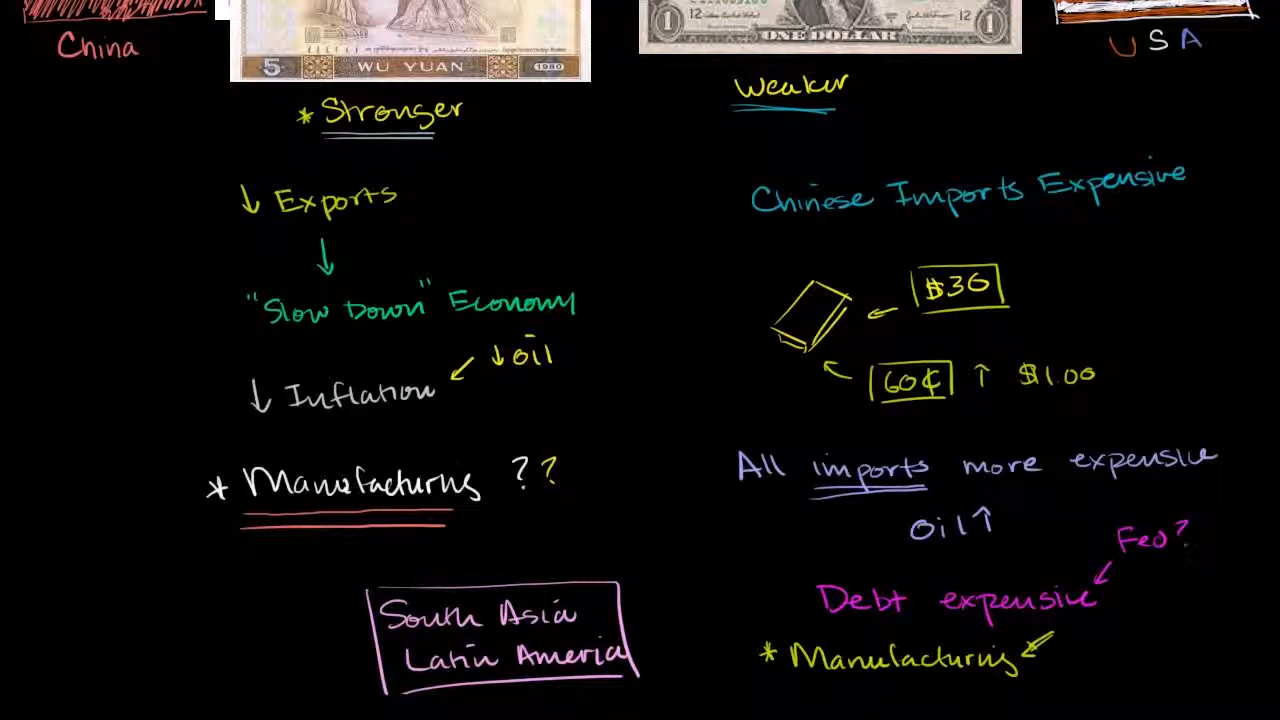 China
5 WU YUAN 1980
12 ONE DOLLAR 12
1 1
USA
* Stronger
Weaker
↓ Exports
Chinese Imports Expensive
↓
"Slow Down" Economy
$36
↓ oil
60¢ ↑ $1.00
↓ Inflation
* Manufacturing ??
All imports more expensive
Oil ↑
Fed?
Debt expensive
South Asia
Latin America
* Manufacturing